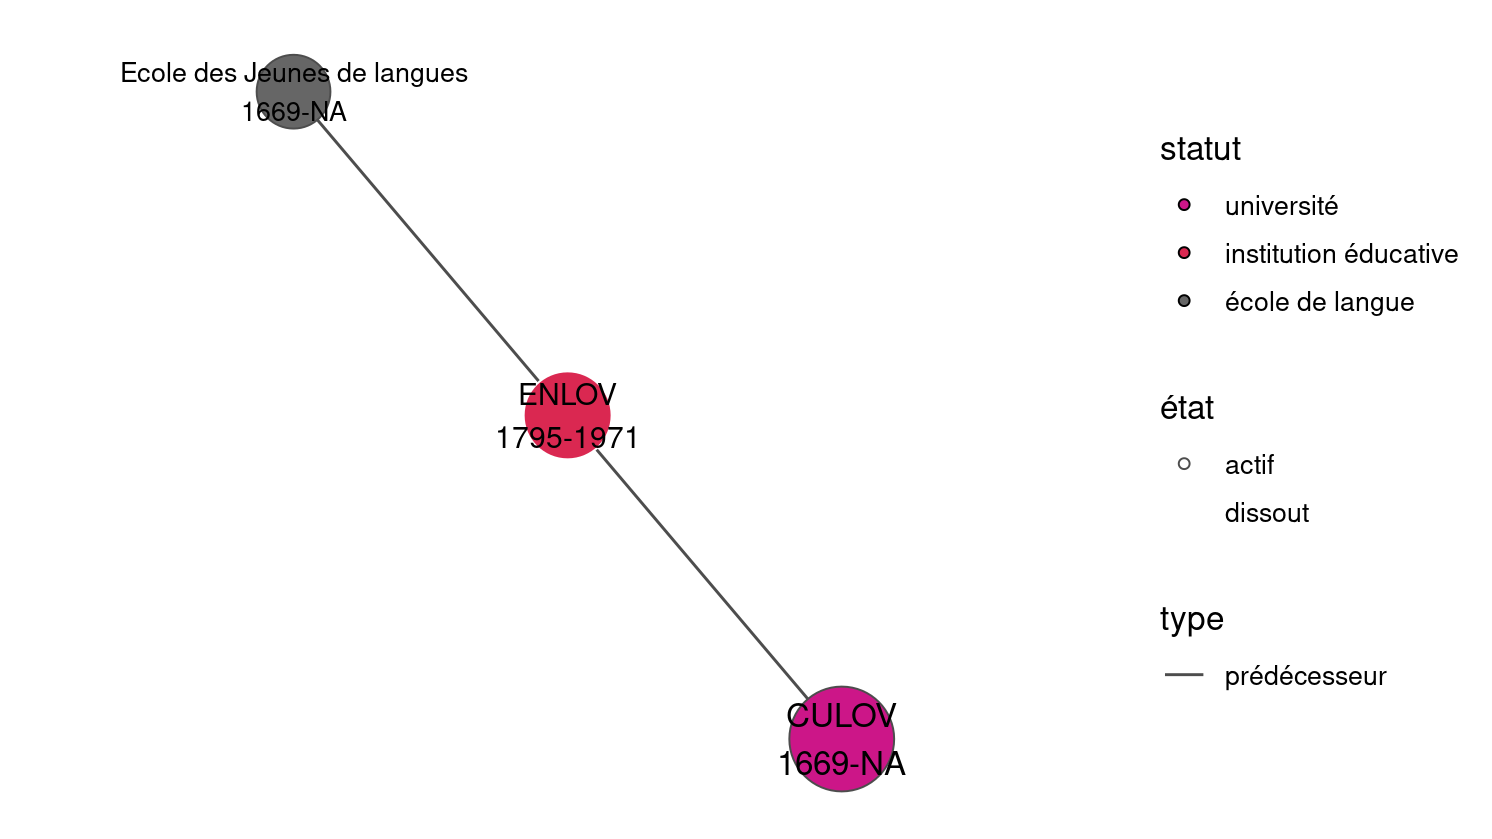 Ecole des Jeunes de langues
1669-NA
ENLOV
1795-1971
CULOV
1669-NA
statut
université
institution éducative
école de langue
état
actif
dissout
type
prédécesseur